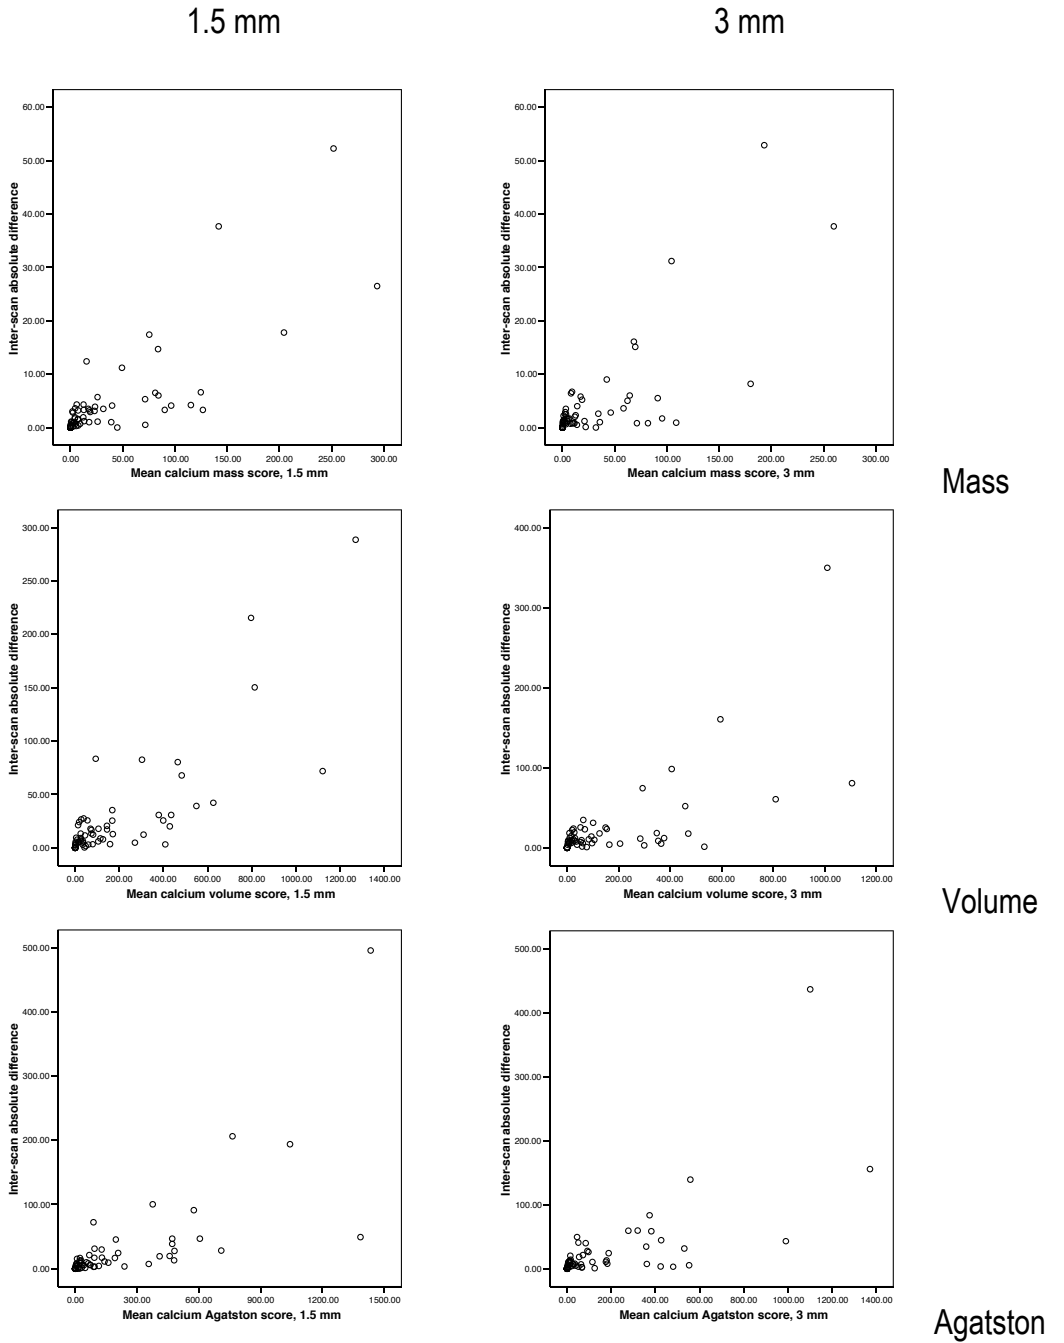 1.5 mm
3 mm
60.00
50.00
40.00
30.00
20.00
10.00
0.00
Inter-scan absolute difference
0.00 50.00 100.00 150.00 200.00 250.00 300.00
Mean calcium mass score, 1.5 mm
60.00
50.00
40.00
30.00
20.00
10.00
0.00
Inter-scan absolute difference
0.00 50.00 100.00 150.00 200.00 250.00 300.00
Mean calcium mass score, 3 mm
Mass
300.00
250.00
200.00
150.00
100.00
50.00
0.00
Inter-scan absolute difference
0.00 200.00 400.00 600.00 800.00 1000.00 1200.00 1400.00
Mean calcium volume score, 1.5 mm
400.00
300.00
200.00
100.00
0.00
Inter-scan absolute difference
0.00 200.00 400.00 600.00 800.00 1000.00 1200.00
Mean calcium volume score, 3 mm
Volume
500.00
400.00
300.00
200.00
100.00
0.00
Inter-scan absolute difference
0.00 300.00 600.00 900.00 1200.00 1500.00
Mean calcium Agatston score, 1.5 mm
500.00
400.00
300.00
200.00
100.00
0.00
Inter-scan absolute difference
0.00 200.00 400.00 600.00 800.00 1000.00 1200.00 1400.00
Mean calcium Agatston score, 3 mm
Agatston